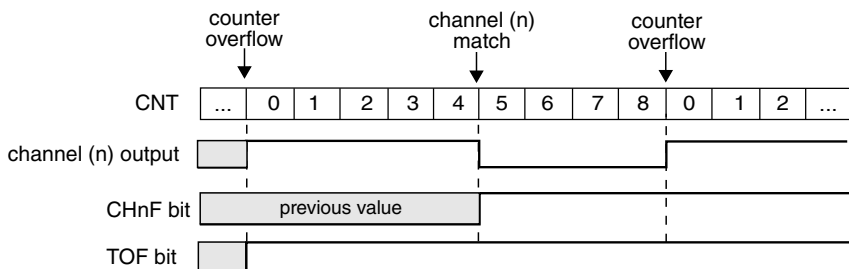 counter
overflow
channel (n)
match
counter
overflow
CNT ... 0 1 2 3 4 5 6 7 8 0 1 2 ...
channel (n) output
CHnF bit previous value
TOF bit